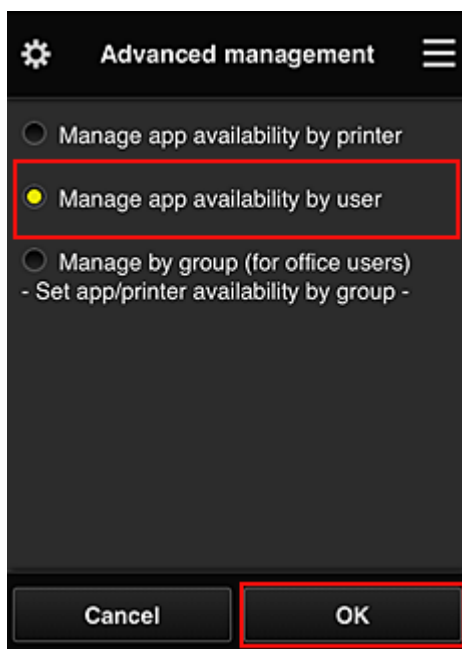 Advanced management
Manage app availability by printer
Manage app availability by user
Manage by group (for office users)
- Set app/printer availability by group -
Cancel
OK